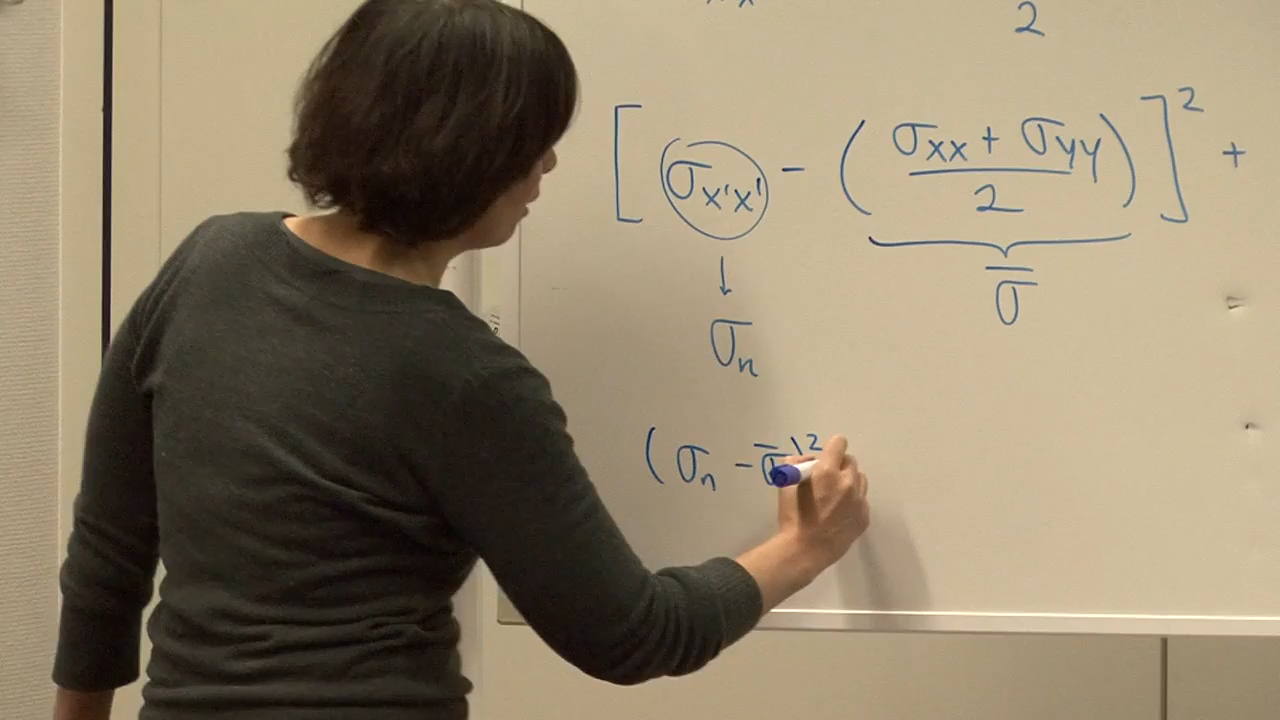 2
[ σx'x' - ( σxx + σyy / 2 ) ]² +
↓ σ̅
σn
( σn - σ̅ )²